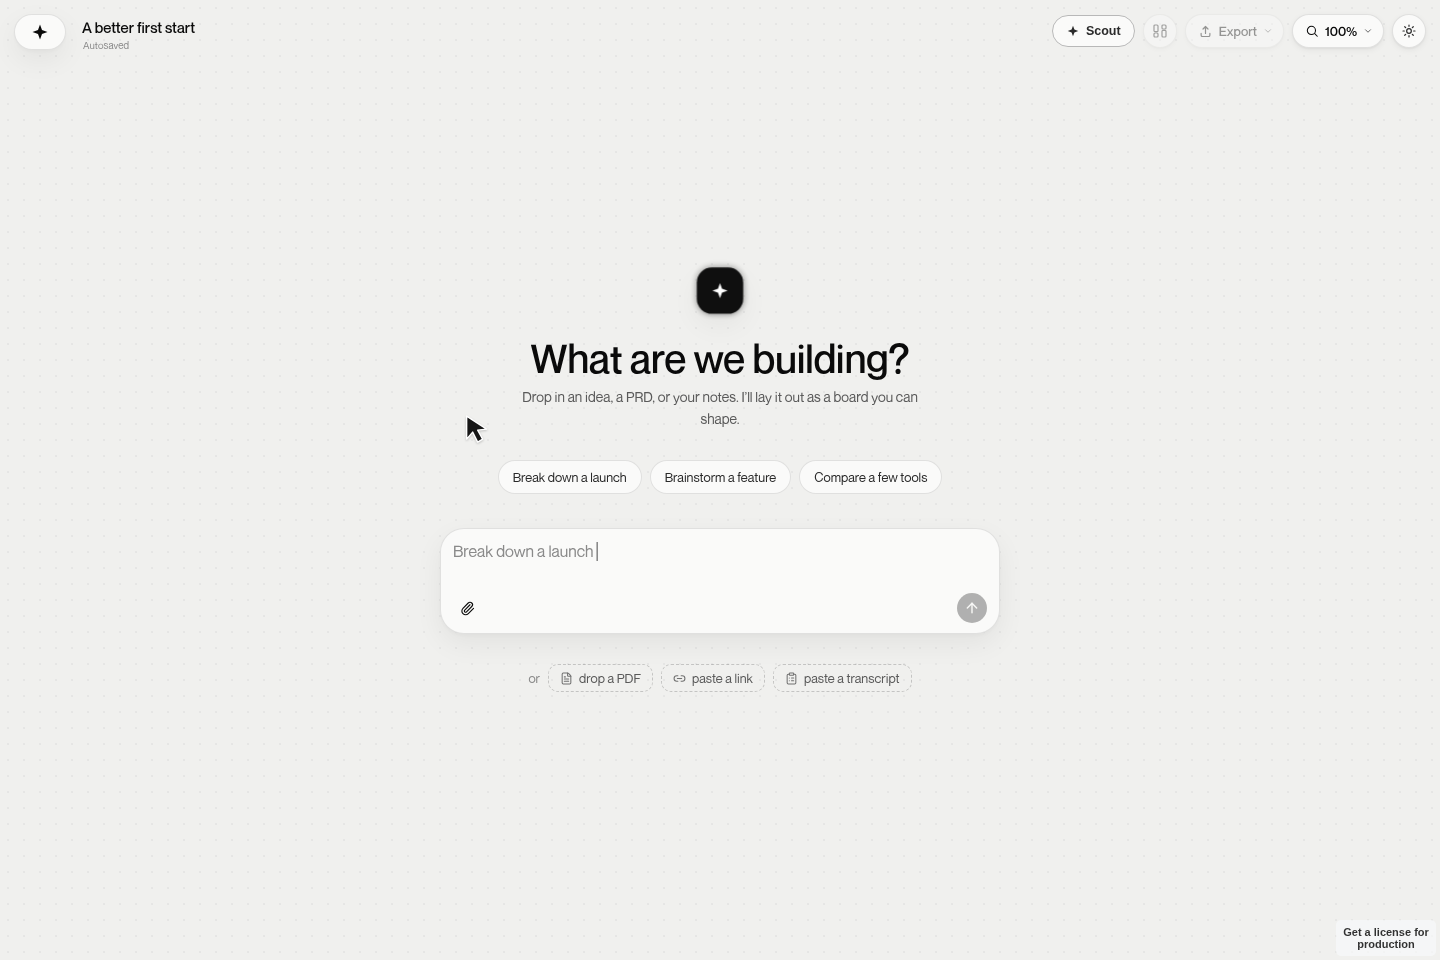 A better first start
Autosaved
Scout
Export
100%
What are we building?
Drop in an idea, a PRD, or your notes. I'll lay it out as a board you can
shape.
Break down a launch
Brainstorm a feature
Compare a few tools
Break down a launch
or
drop a PDF
paste a link
paste a transcript
Get a license for
production